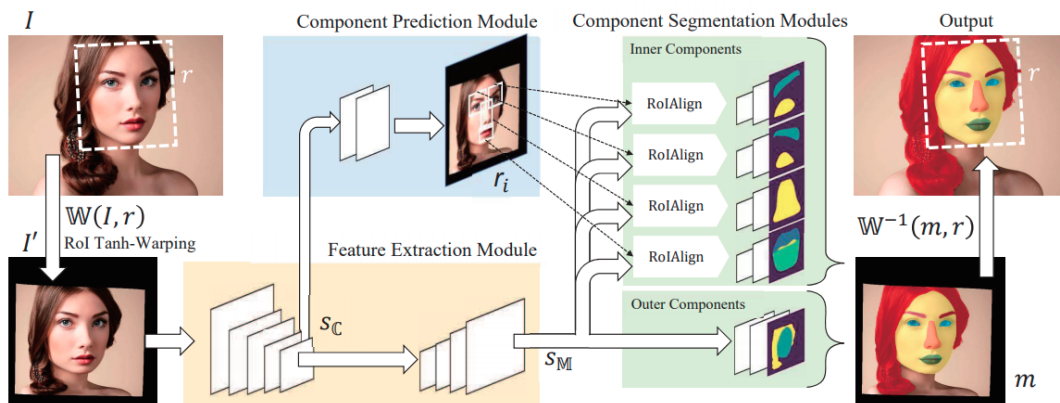 I
Component Prediction Module
Component Segmentation Modules
Output
r
Inner Components
r
RoIAlign
RoIAlign
r_i
𝕎(I, r)
RoIAlign
𝕎⁻¹(m, r)
I′
RoI Tanh-Warping
Feature Extraction Module
RoIAlign
Outer Components
s_ℂ
s_𝕄
m